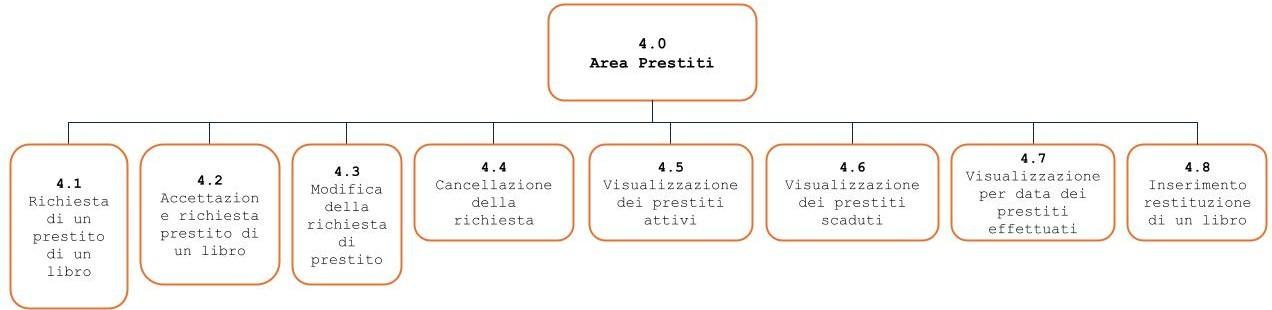 4.0
Area Prestiti
4.1
Richiesta
di un
prestito
di un
libro
4.2
Accettazion
e richiesta
prestito di
un libro
4.3
Modifica
della
richiesta
di
prestito
4.4
Cancellazione
della
richiesta
4.5
Visualizzazione
dei prestiti
attivi
4.6
Visualizzazione
dei prestiti
scaduti
4.7
Visualizzazione
per data dei
prestiti
effettuati
4.8
Inserimento
restituzione
di un libro